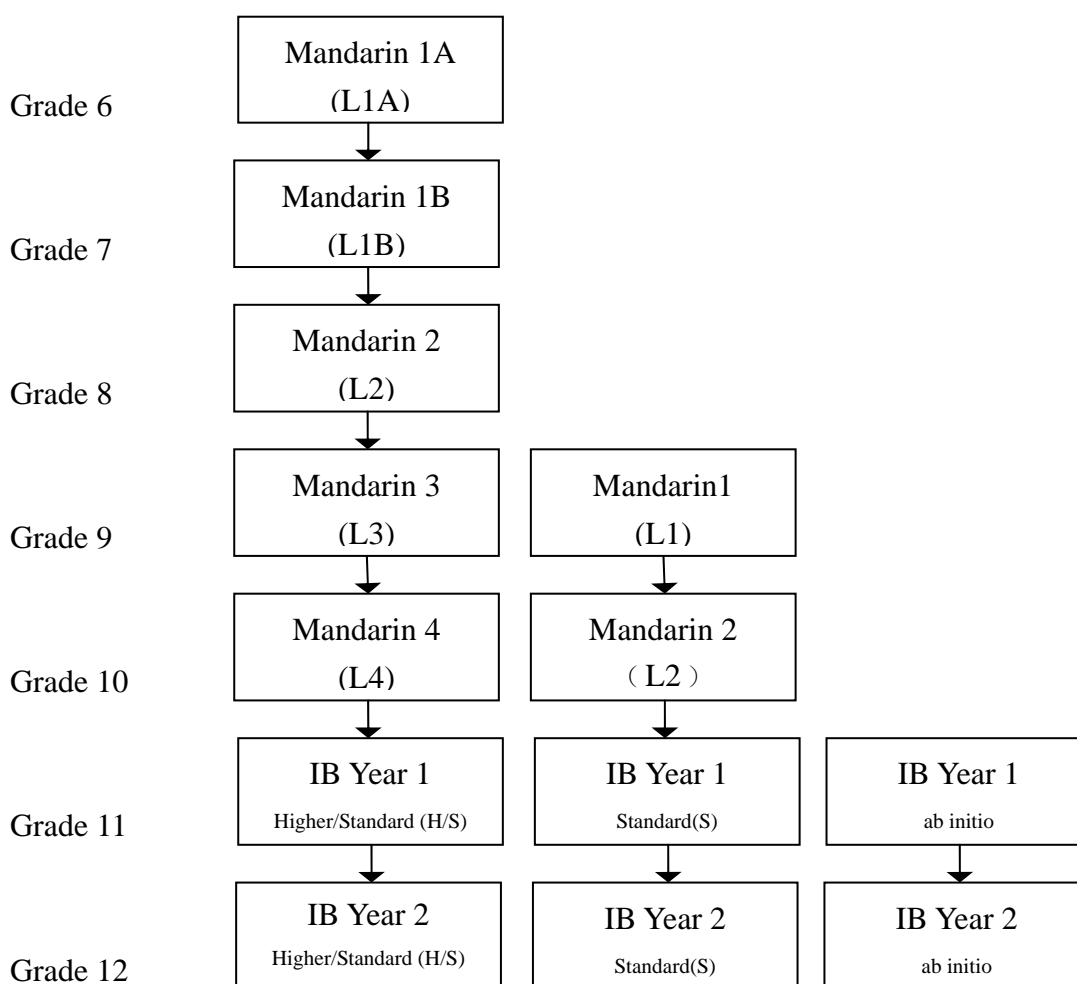 Mandarin 1A
(L1A)
Grade 6
Mandarin 1B
(L1B)
Grade 7
Mandarin 2
(L2)
Grade 8
Mandarin 3
(L3)
Mandarin1
(L1)
Grade 9
Mandarin 4
(L4)
Mandarin 2
（L2）
Grade 10
IB Year 1
Higher/Standard (H/S)
IB Year 1
Standard(S)
IB Year 1
ab initio
Grade 11
IB Year 2
Higher/Standard (H/S)
IB Year 2
Standard(S)
IB Year 2
ab initio
Grade 12